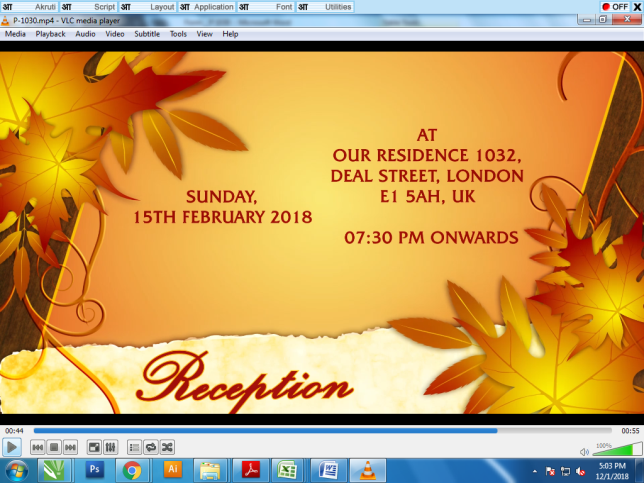 अा Akruti अा Script अा Layout अा Application अा Font अा Utilities OFF X
P-1030.mp4 - VLC media player
Media Playback Audio Video Subtitle Tools View Help
SUNDAY,
15TH FEBRUARY 2018
AT
OUR RESIDENCE 1032,
DEAL STREET, LONDON
E1 5AH, UK
07:30 PM ONWARDS
Reception
00:44 00:55
100%
Ps Ai
5:03 PM
12/1/2018